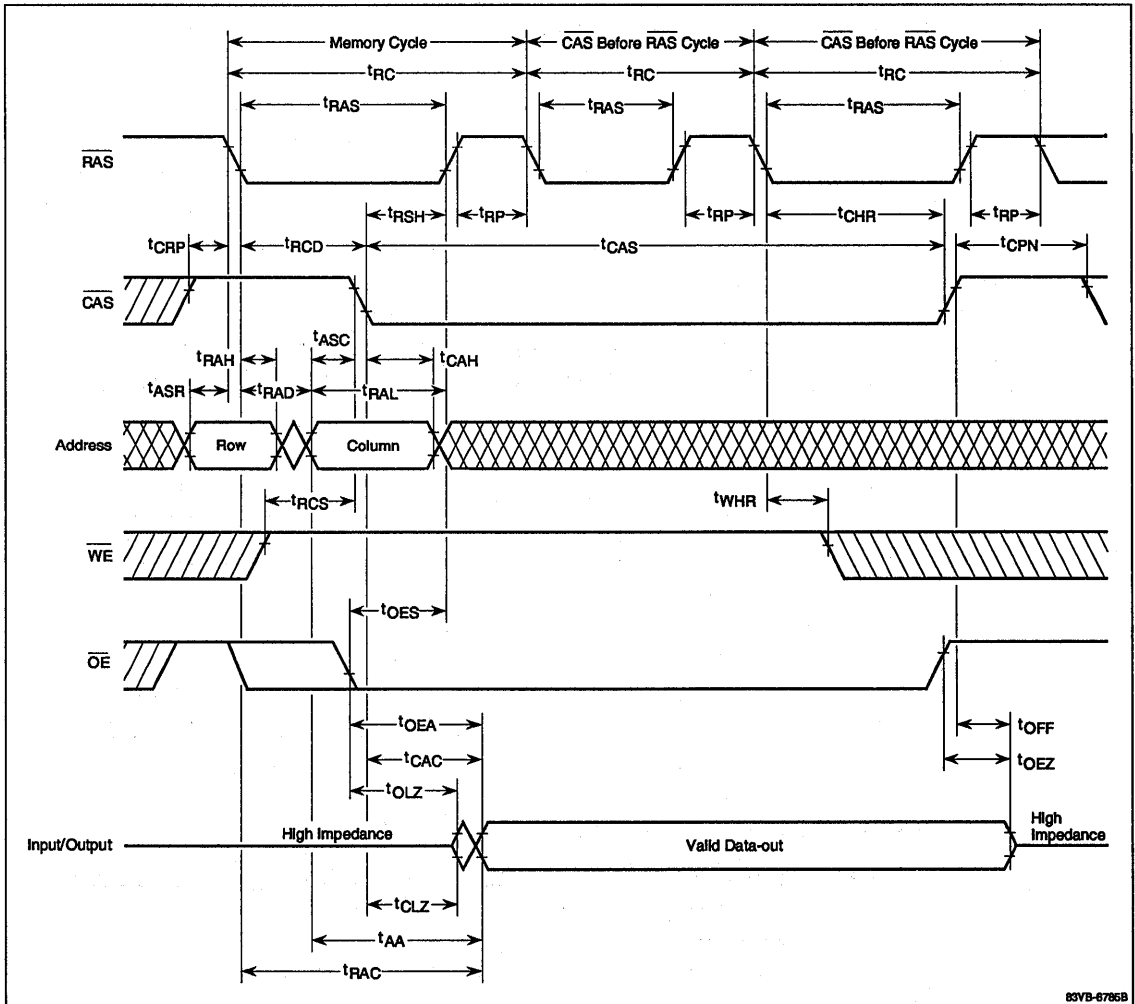 Memory Cycle
CAS Before RAS Cycle
CAS Before RAS Cycle
tRC
tRC
tRC
tRAS
tRAS
tRAS
RAS
tRSH
tRP
tRP
tCHR
tRP
tCRP
tRCD
tCAS
tCPN
CAS
tASC
tRAH
tCAH
tASR
tRAD
tRAL
Address
Row
Column
tRCS
tWHR
WE
tOES
OE
tOEA
tOFF
tCAC
tOEZ
tOLZ
High Impedance
High Impedance
Input/Output
Valid Data-out
tCLZ
tAA
tRAC
83VB-6785B